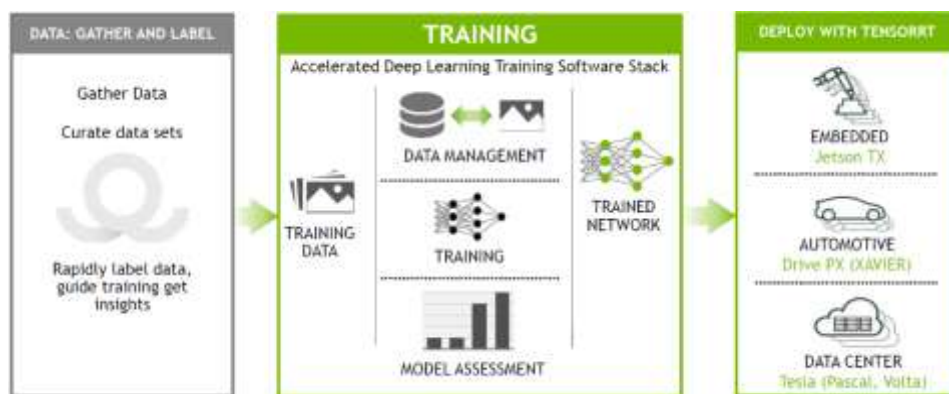 DATA: GATHER AND LABEL
Gather Data
Curate data sets
Rapidly label data,
guide training get
insights
TRAINING
Accelerated Deep Learning Training Software Stack
TRAINING
DATA
DATA MANAGEMENT
TRAINING
MODEL ASSESSMENT
TRAINED
NETWORK
DEPLOY WITH TENSORRT
EMBEDDED
Jetson TX
AUTOMOTIVE
Drive PX (XAVIER)
DATA CENTER
Tesla (Pascal, Volta)